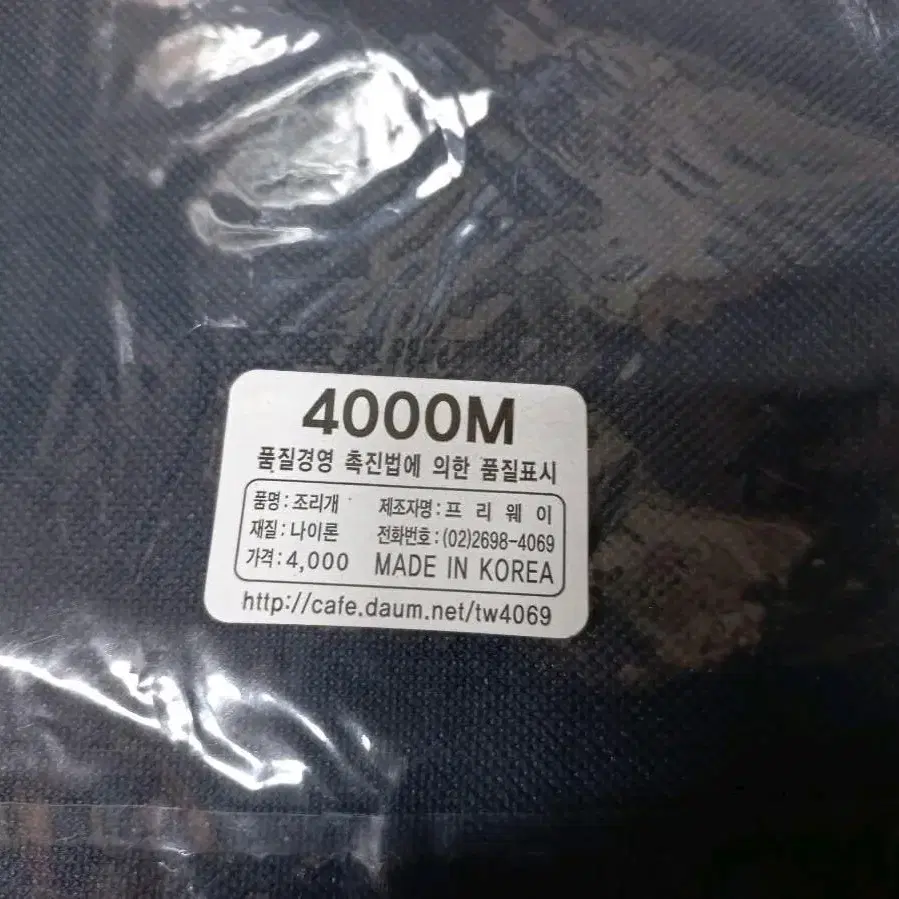 4000M
품질경영 촉진법에 의한 품질표시
품명:조리개 제조자명:프 리 웨 이
재질:나이론 전화번호:(02)2698-4069
가격:4,000 MADE IN KOREA
http://cafe.daum.net/tw4069